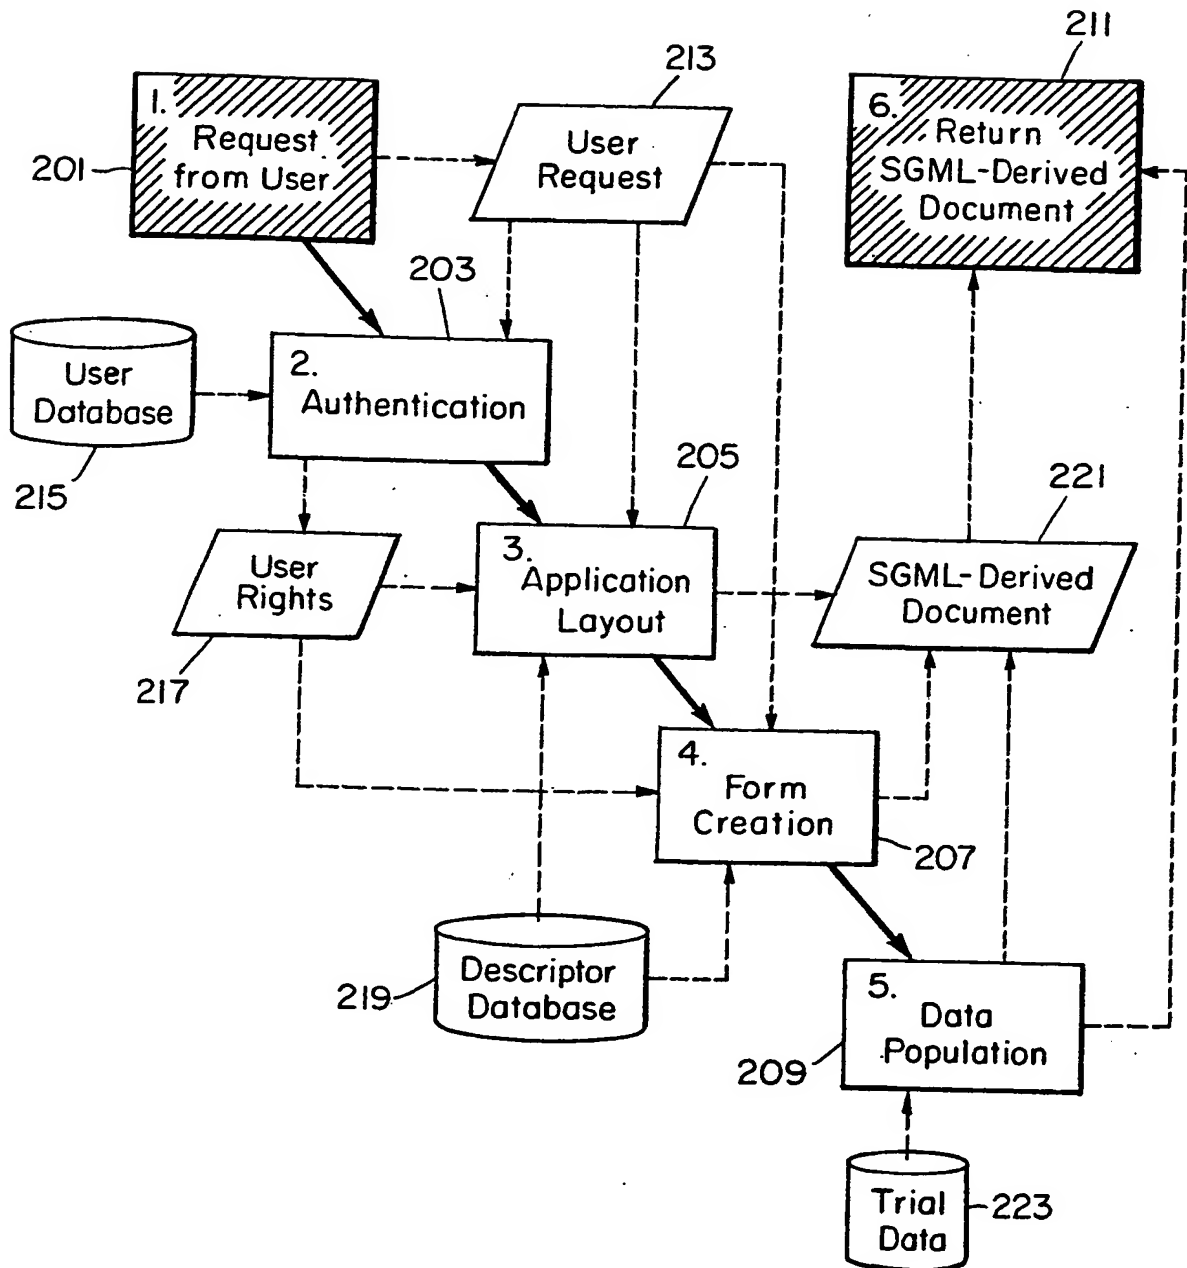 211
213
1.
Request
from User
201
User
Request
6.
Return
SGML-Derived
Document
203
2.
Authentication
User
Database
215
205
221
3.
Application
Layout
User
Rights
217
SGML-Derived
Document
4.
Form
Creation
207
Descriptor
Database
219
5.
Data
Population
209
Trial
Data
223